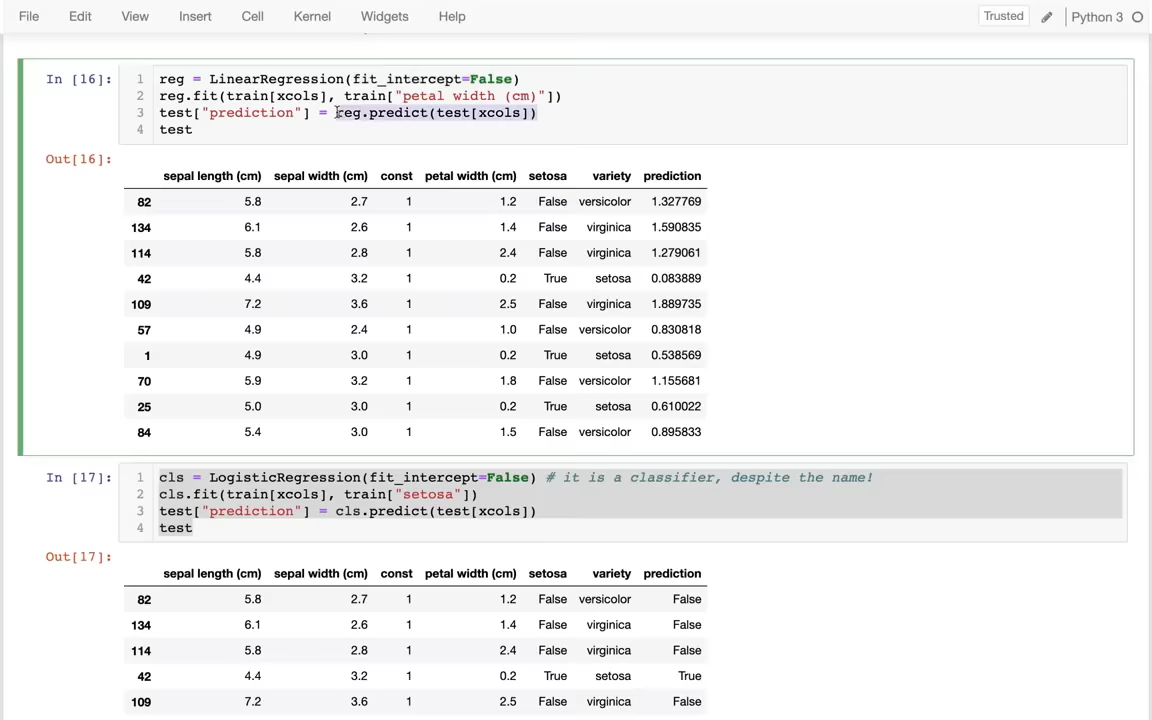 File Edit View Insert Cell Kernel Widgets Help Trusted Python 3
In [16]:
1 reg = LinearRegression(fit_intercept=False)
2 reg.fit(train[xcols], train["petal width (cm)"])
3 test["prediction"] = reg.predict(test[xcols])
4 test
Out[16]:
sepal length (cm) sepal width (cm) const petal width (cm) setosa variety prediction
82 5.8 2.7 1 1.2 False versicolor 1.327769
134 6.1 2.6 1 1.4 False virginica 1.590835
114 5.8 2.8 1 2.4 False virginica 1.279061
42 4.4 3.2 1 0.2 True setosa 0.083889
109 7.2 3.6 1 2.5 False virginica 1.889735
57 4.9 2.4 1 1.0 False versicolor 0.830818
1 4.9 3.0 1 0.2 True setosa 0.538569
70 5.9 3.2 1 1.8 False versicolor 1.155681
25 5.0 3.0 1 0.2 True setosa 0.610022
84 5.4 3.0 1 1.5 False versicolor 0.895833
In [17]:
1 cls = LogisticRegression(fit_intercept=False) # it is a classifier, despite the name!
2 cls.fit(train[xcols], train["setosa"])
3 test["prediction"] = cls.predict(test[xcols])
4 test
Out[17]:
sepal length (cm) sepal width (cm) const petal width (cm) setosa variety prediction
82 5.8 2.7 1 1.2 False versicolor False
134 6.1 2.6 1 1.4 False virginica False
114 5.8 2.8 1 2.4 False virginica False
42 4.4 3.2 1 0.2 True setosa True
109 7.2 3.6 1 2.5 False virginica False